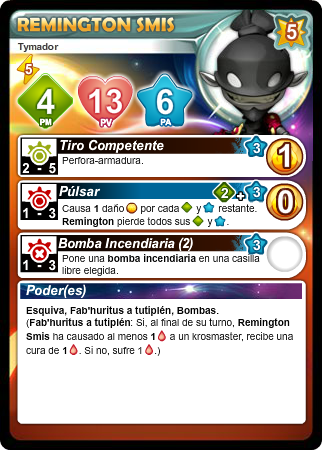 REMINGTON SMIS
5
Tymador
5
4
PM
13
PV
6
PA
Tiro Competente
3
1
Perfora-armadura.
2 - 5
Púlsar
2 + 3
0
Causa 1 daño por cada y restante.
Remington pierde todos sus y .
1 - 3
Bomba Incendiaria (2)
3
Pone una bomba incendiaria en una casilla
libre elegida.
1 - 3
Poder(es)
Esquiva, Fab'huritus a tutiplén, Bombas.
(Fab'huritus a tutiplén: Si, al final de su turno, Remington
Smis ha causado al menos 1 a un krosmaster, recibe una
cura de 1 . Si no, sufre 1 .)